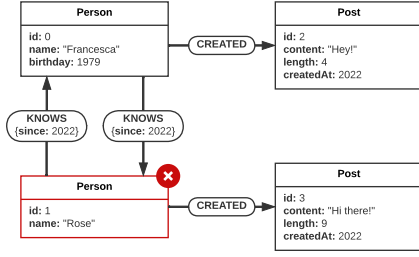 Person
id: 0
name: "Francesca"
birthday: 1979
CREATED
Post
id: 2
content: "Hey!"
length: 4
createdAt: 2022
KNOWS
{since: 2022}
KNOWS
{since: 2022}
Person
id: 1
name: "Rose"
CREATED
Post
id: 3
content: "Hi there!"
length: 9
createdAt: 2022